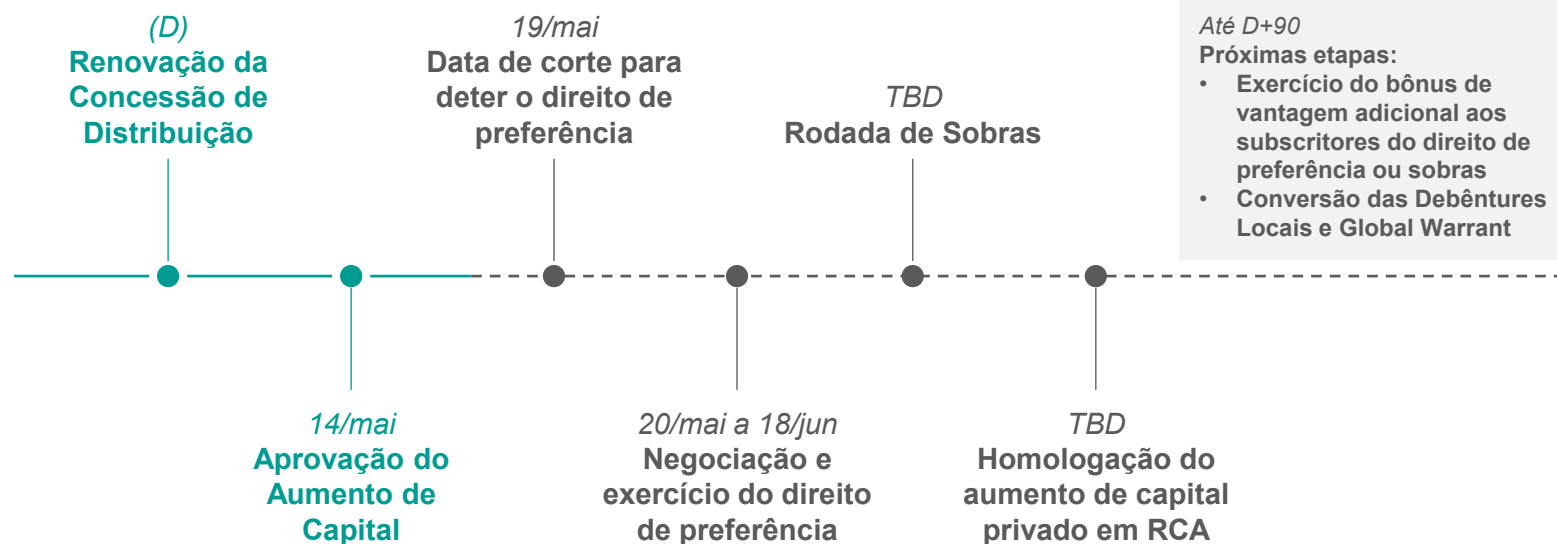 (D)
Renovação da
Concessão de
Distribuição
19/mai
Data de corte para
deter o direito de
preferência
TBD
Rodada de Sobras
Até D+90
Próximas etapas:
• Exercício do bônus de
vantagem adicional aos
subscritores do direito de
preferência ou sobras
• Conversão das Debêntures
Locais e Global Warrant
14/mai
Aprovação do
Aumento de
Capital
20/mai a 18/jun
Negociação e
exercício do direito
de preferência
TBD
Homologação do
aumento de capital
privado em RCA